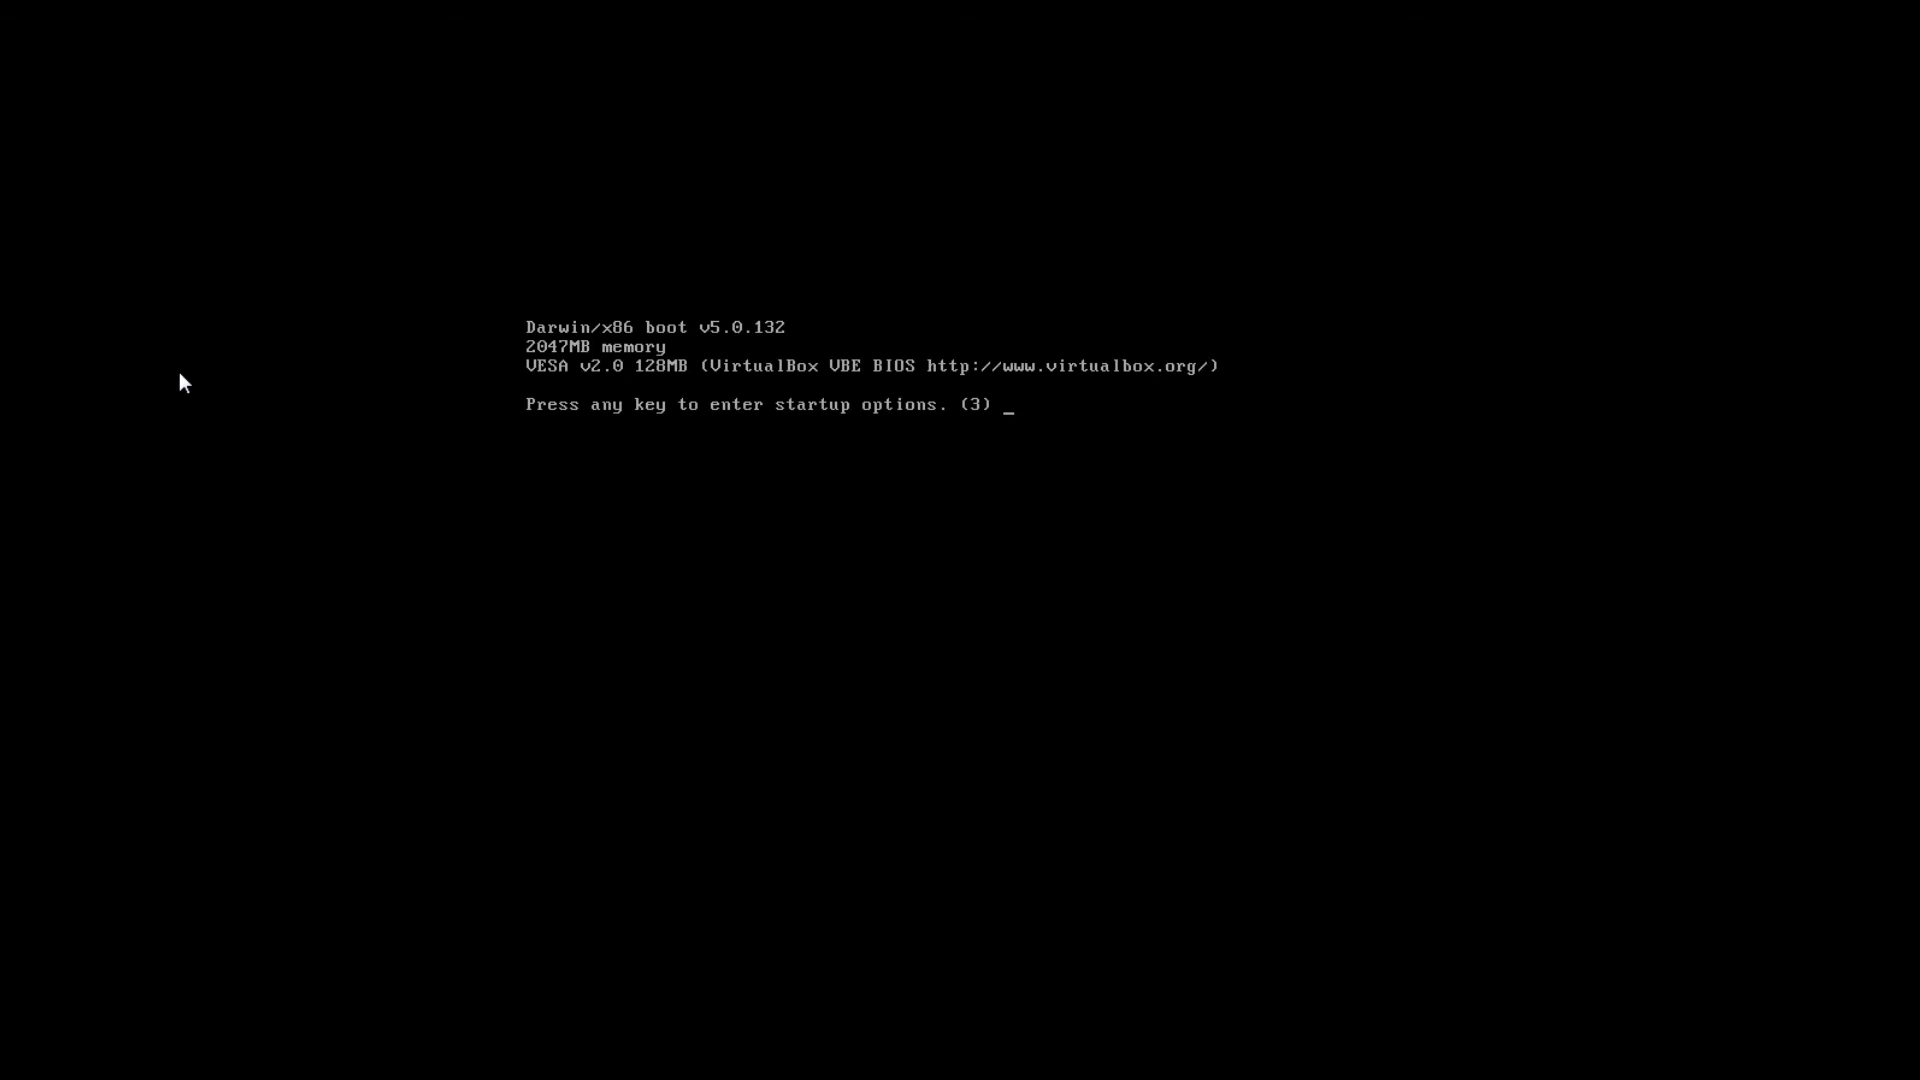 Darwin/x86 boot v5.0.132
2047MB memory
VESA v2.0 128MB (VirtualBox VBE BIOS http://www.virtualbox.org/)
Press any key to enter startup options. (3) _